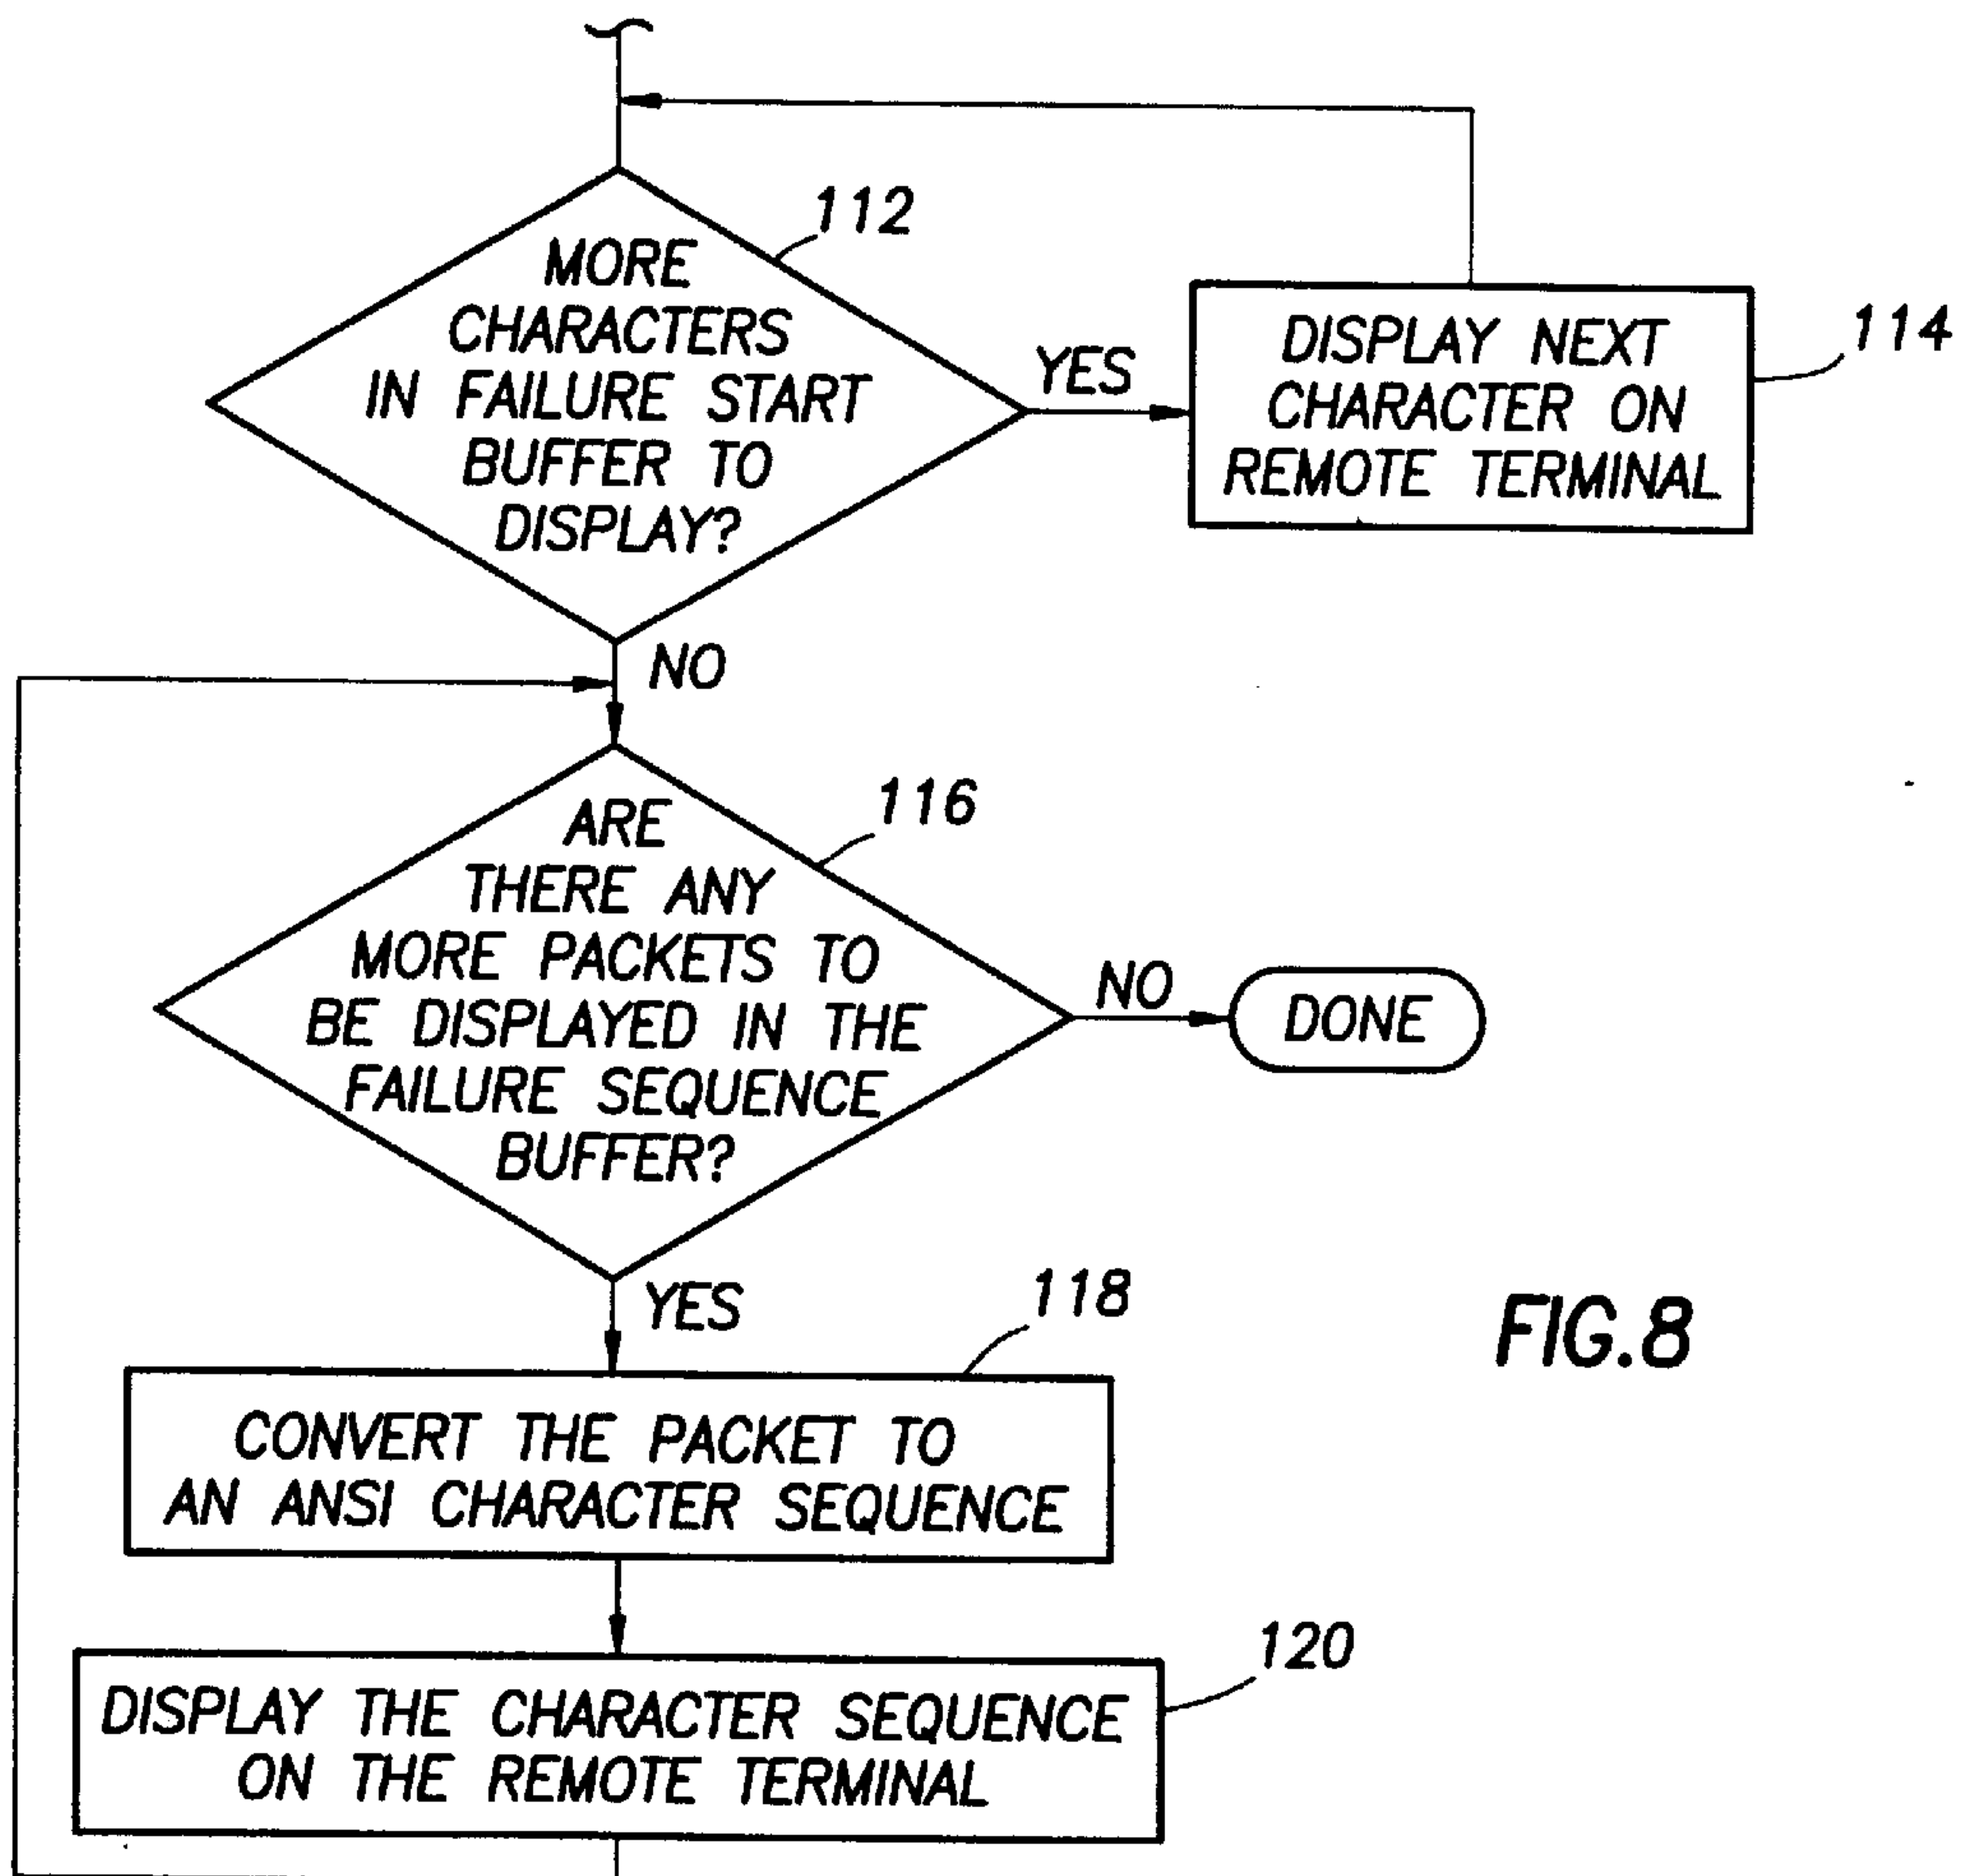 112
MORE
CHARACTERS
IN FAILURE START
BUFFER TO
DISPLAY?
YES
DISPLAY NEXT
CHARACTER ON
REMOTE TERMINAL
114
NO
116
ARE
THERE ANY
MORE PACKETS TO
BE DISPLAYED IN THE
FAILURE SEQUENCE
BUFFER?
NO
DONE
YES
118
CONVERT THE PACKET TO
AN ANSI CHARACTER SEQUENCE
FIG.8
120
DISPLAY THE CHARACTER SEQUENCE
ON THE REMOTE TERMINAL